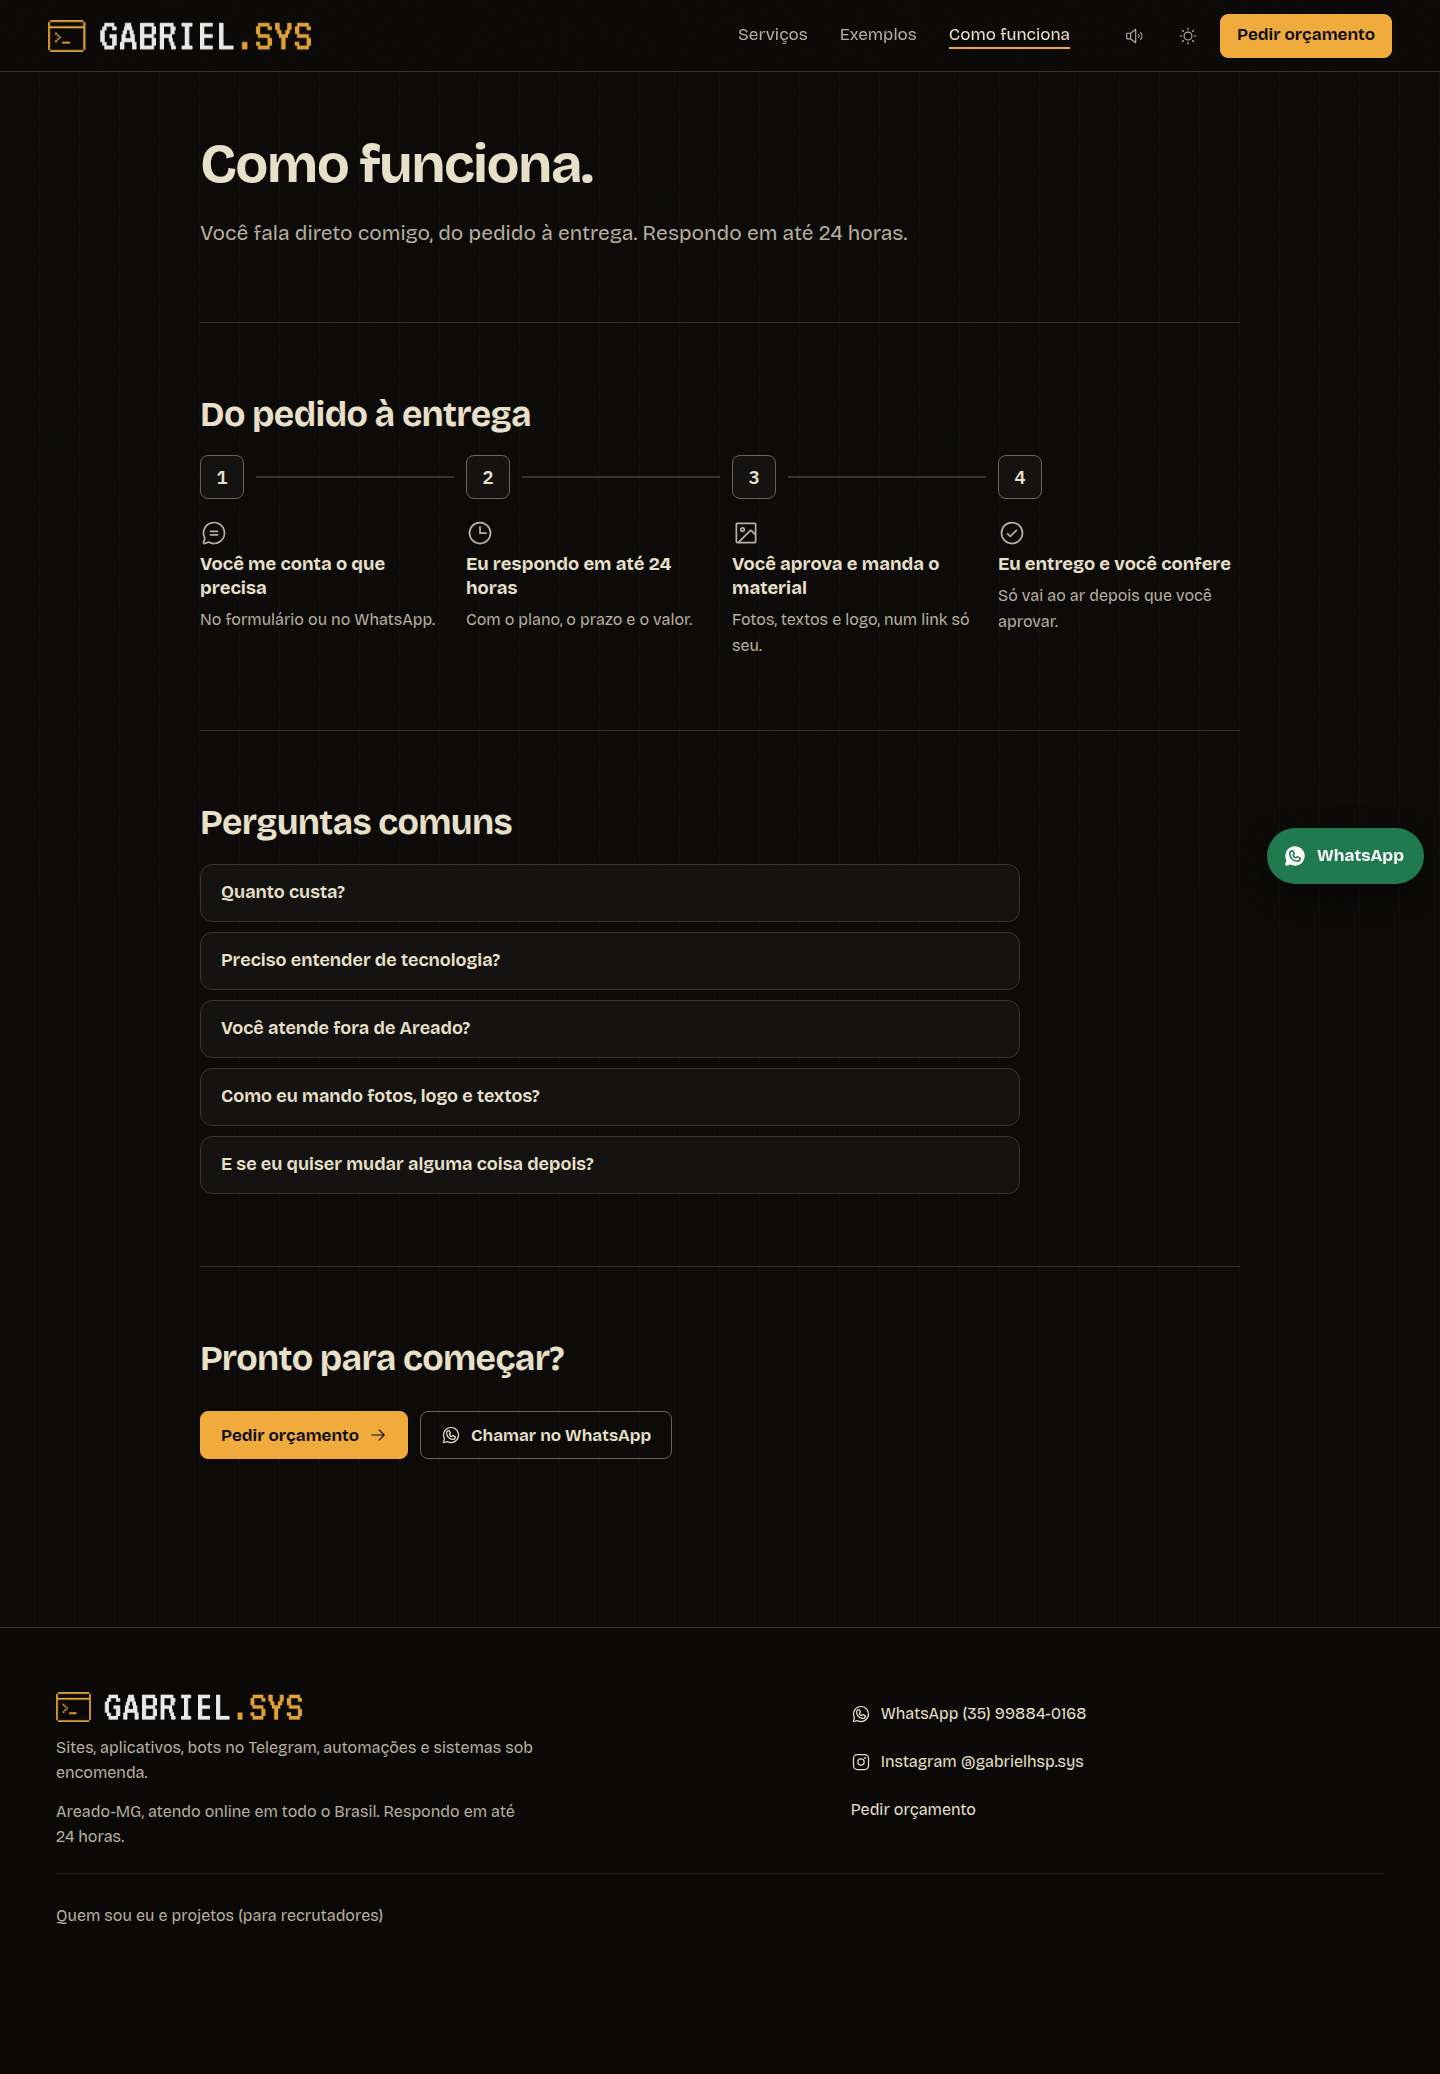 GABRIEL.SYS
Serviços
Exemplos
Como funciona
Pedir orçamento
Como funciona.
Você fala direto comigo, do pedido à entrega. Respondo em até 24 horas.
Do pedido à entrega
1
2
3
4
Você me conta o que
precisa
No formulário ou no WhatsApp.
Eu respondo em até 24
horas
Com o plano, o prazo e o valor.
Você aprova e manda o
material
Fotos, textos e logo, num link só
seu.
Eu entrego e você confere
Só vai ao ar depois que você
aprovar.
Perguntas comuns
WhatsApp
Quanto custa?
Preciso entender de tecnologia?
Você atende fora de Areado?
Como eu mando fotos, logo e textos?
E se eu quiser mudar alguma coisa depois?
Pronto para começar?
Pedir orçamento
Chamar no WhatsApp
GABRIEL.SYS
Sites, aplicativos, bots no Telegram, automações e sistemas sob
encomenda.
Areado-MG, atendo online em todo o Brasil. Respondo em até
24 horas.
WhatsApp (35) 99884-0168
Instagram @gabrielhsp.sys
Pedir orçamento
Quem sou eu e projetos (para recrutadores)